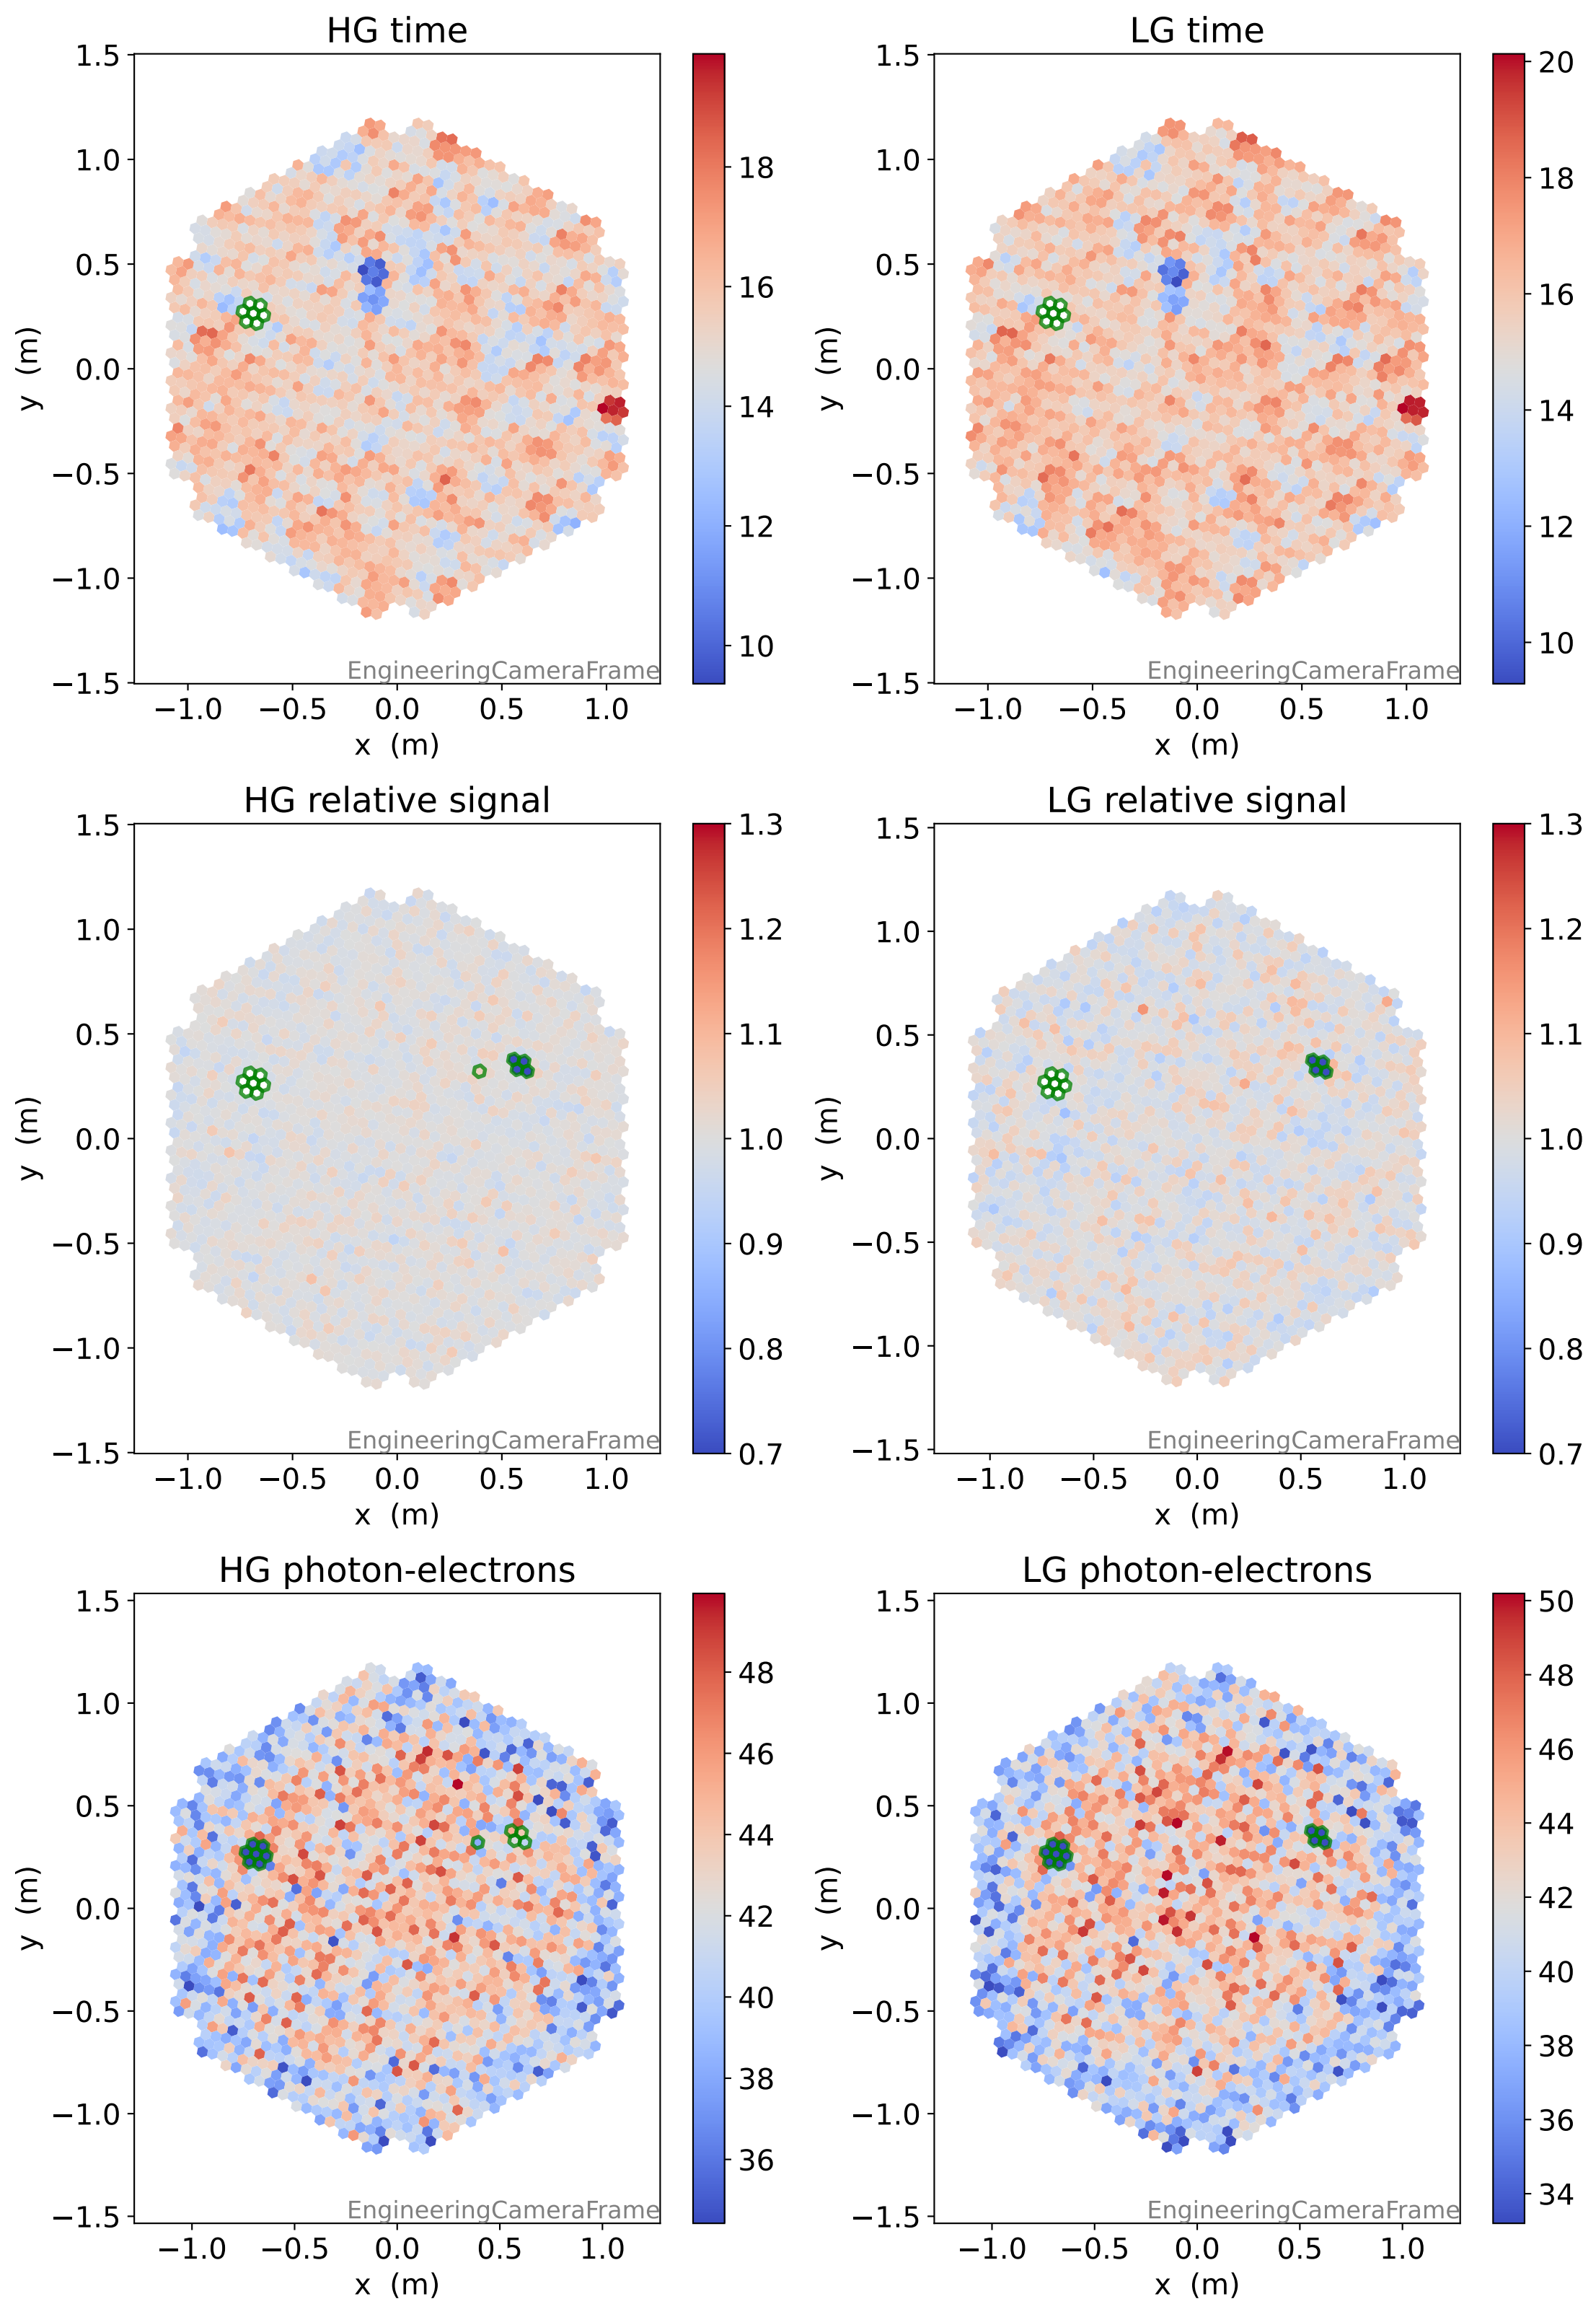 HG time
1.5
1.0
0.5
0.0
−0.5
−1.0
−1.5
y (m)
−1.0 −0.5 0.0 0.5 1.0
x (m)
EngineeringCameraFrame
18
16
14
12
10
LG time
1.5
1.0
0.5
0.0
−0.5
−1.0
−1.5
y (m)
−1.0 −0.5 0.0 0.5 1.0
x (m)
EngineeringCameraFrame
20
18
16
14
12
10
HG relative signal
1.5
1.0
0.5
0.0
−0.5
−1.0
−1.5
y (m)
−1.0 −0.5 0.0 0.5 1.0
x (m)
EngineeringCameraFrame
1.3
1.2
1.1
1.0
0.9
0.8
0.7
LG relative signal
1.5
1.0
0.5
0.0
−0.5
−1.0
−1.5
y (m)
−1.0 −0.5 0.0 0.5 1.0
x (m)
EngineeringCameraFrame
1.3
1.2
1.1
1.0
0.9
0.8
0.7
HG photon-electrons
1.5
1.0
0.5
0.0
−0.5
−1.0
−1.5
y (m)
−1.0 −0.5 0.0 0.5 1.0
x (m)
EngineeringCameraFrame
48
46
44
42
40
38
36
LG photon-electrons
1.5
1.0
0.5
0.0
−0.5
−1.0
−1.5
y (m)
−1.0 −0.5 0.0 0.5 1.0
x (m)
EngineeringCameraFrame
50
48
46
44
42
40
38
36
34